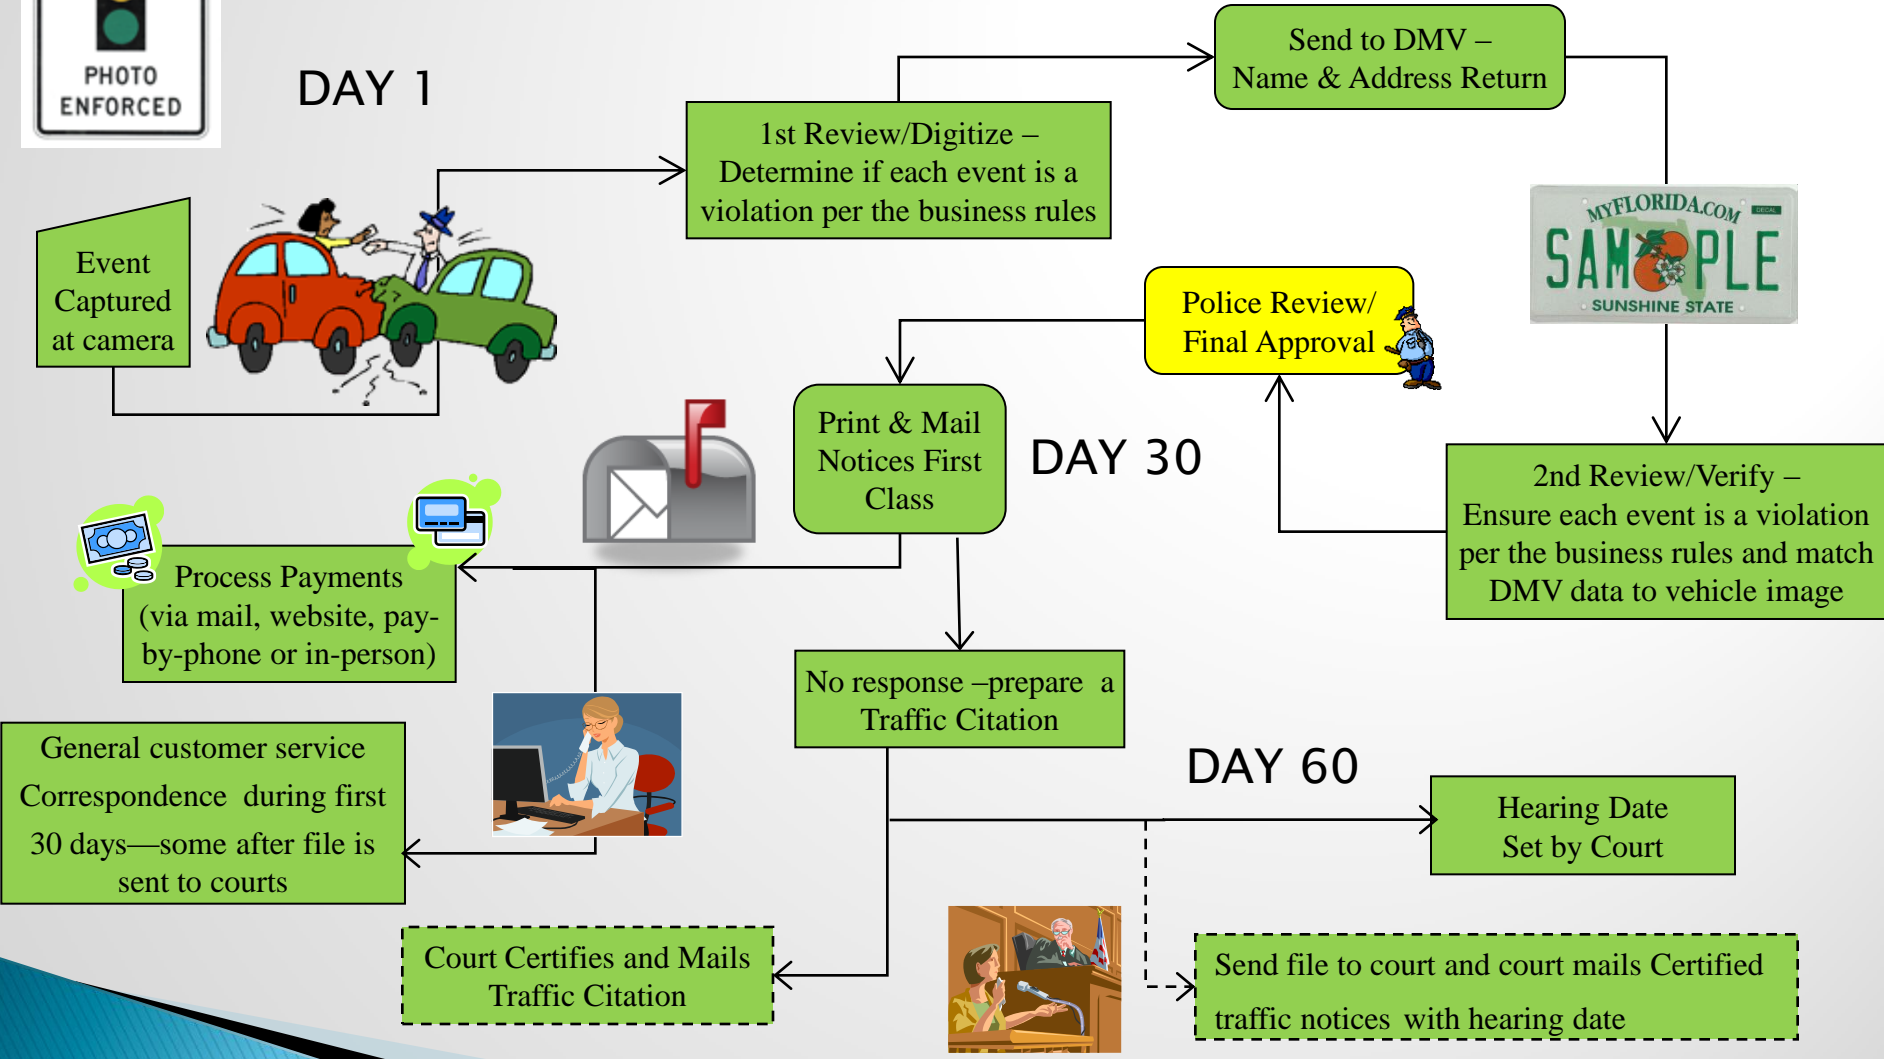 PHOTO
ENFORCED
DAY 1
Event
Captured
at camera
1st Review/Digitize –
Determine if each event is a
violation per the business rules
Send to DMV –
Name & Address Return
MYFLORIDA.COM
DECAL
SAM PLE
SUNSHINE STATE
2nd Review/Verify –
Ensure each event is a violation
per the business rules and match
DMV data to vehicle image
Police Review/
Final Approval
Print & Mail
Notices First
Class
DAY 30
Process Payments
(via mail, website, pay-
by-phone or in-person)
General customer service
Correspondence during first
30 days—some after file is
sent to courts
No response –prepare a
Traffic Citation
DAY 60
Hearing Date
Set by Court
Court Certifies and Mails
Traffic Citation
Send file to court and court mails Certified
traffic notices with hearing date